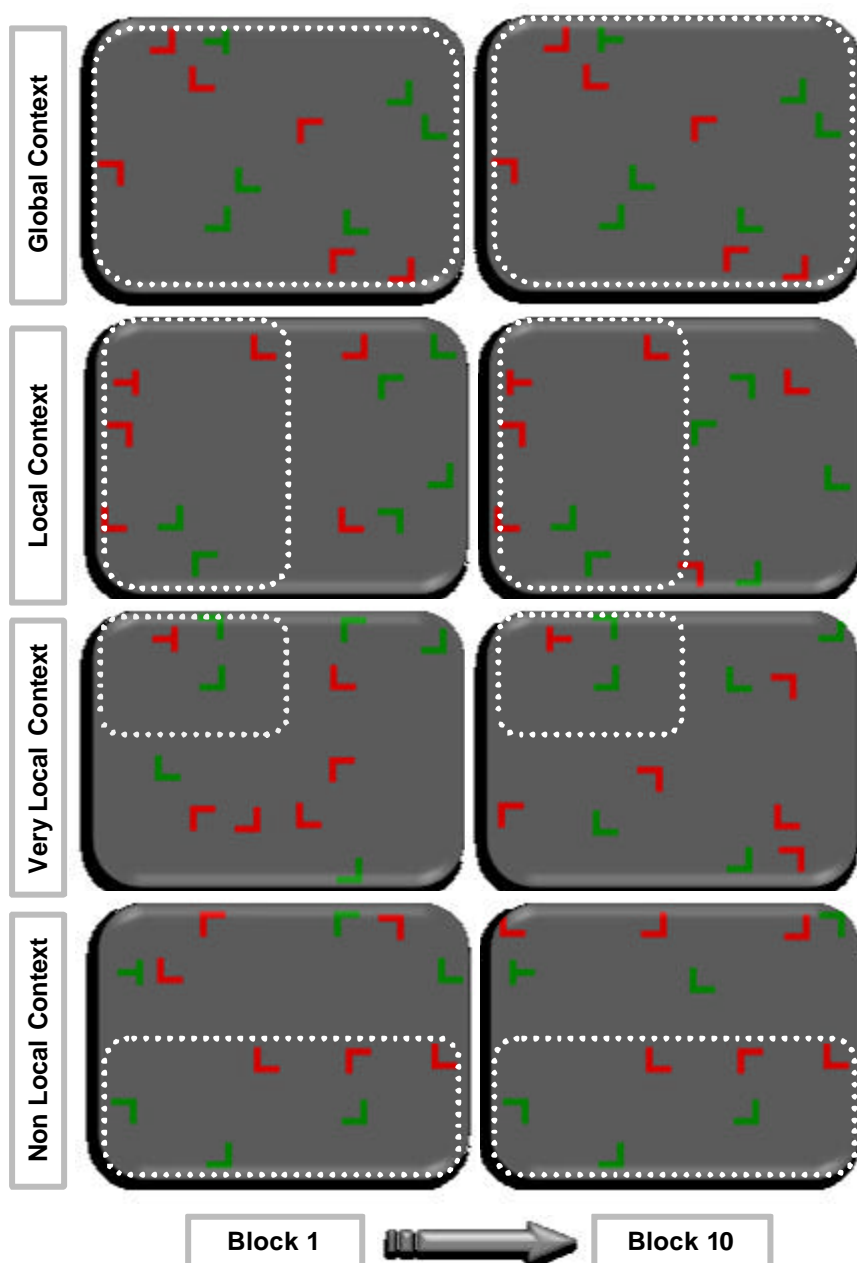 Global Context
Local Context
Very Local Context
Non Local Context
Block 1
Block 10